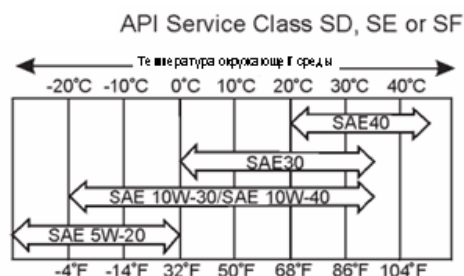 API Service Class SD, SE or SF
Температура окружающей среды
-20°C -10°C 0°C 10°C 20°C 30°C 40°C
SAE40
SAE30
SAE 10W-30/SAE 10W-40
SAE 5W-20
-4°F -14°F 32°F 50°F 68°F 86°F 104°F